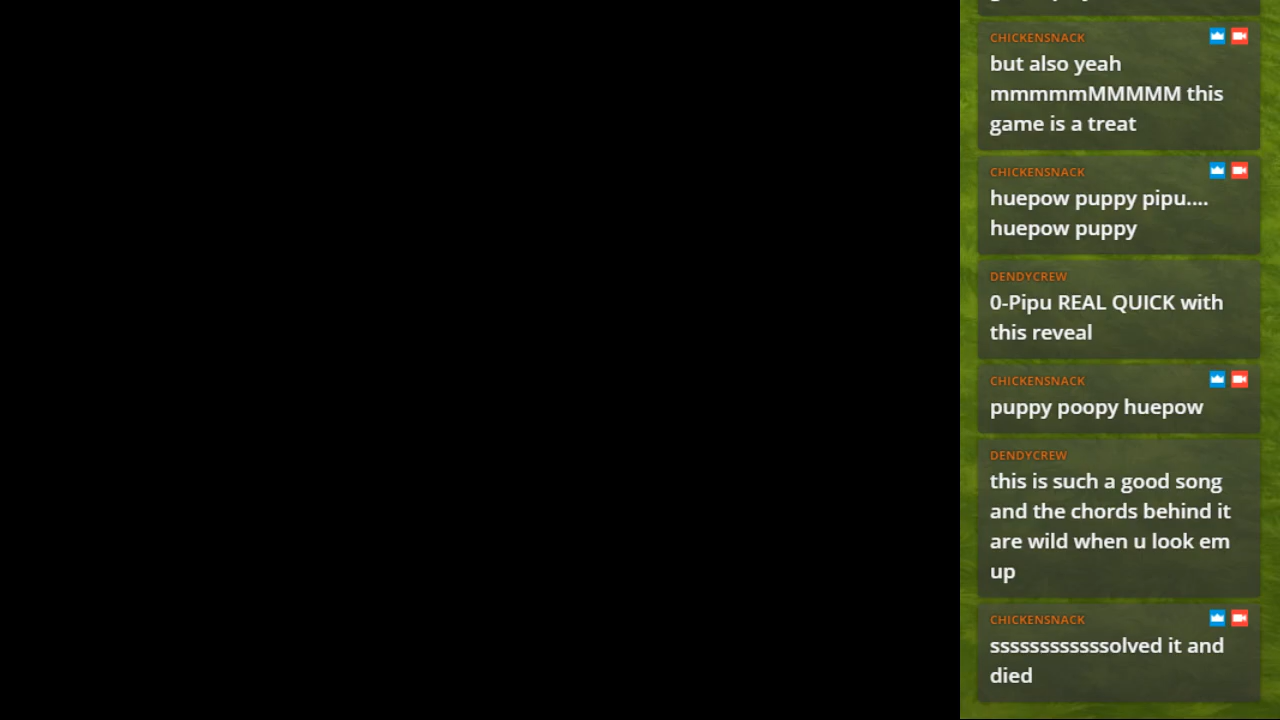 CHICKENSNACK
but also yeah
mmmmmMMMMM this
game is a treat
CHICKENSNACK
huepow puppy pipu....
huepow puppy
DENDYCREW
0-Pipu REAL QUICK with
this reveal
CHICKENSNACK
puppy poopy huepow
DENDYCREW
this is such a good song
and the chords behind it
are wild when u look em
up
CHICKENSNACK
ssssssssssssolved it and
died